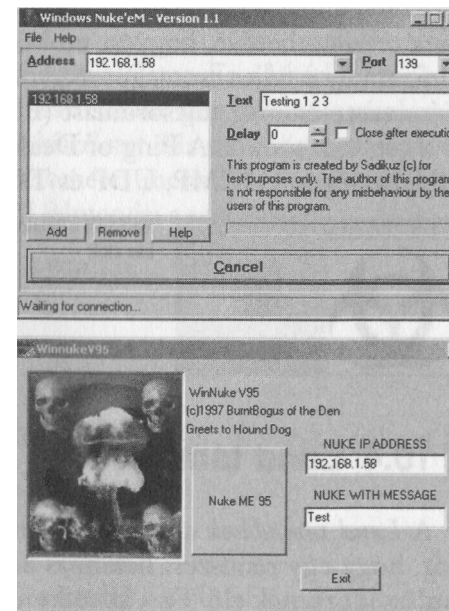 Windows Nuke'eM - Version 1.1
File Help
Address 192.168.1.58 Port 139
192.168.1.58
Text Testing 1 2 3
Delay 0 Close after executio
This program is created by Sadikuz (c) for
test-purposes only. The author of this program
is not responsible for any misbehaviour by the
users of this program.
Add Remove Help
Cancel
Waiting for connection...
WinnukeV95
WinNuke V95
(c)1997 BurntBogus of the Den
Greets to Hound Dog
NUKE IP ADDRESS
192.168.1.58
Nuke ME 95
NUKE WITH MESSAGE
Test
Exit